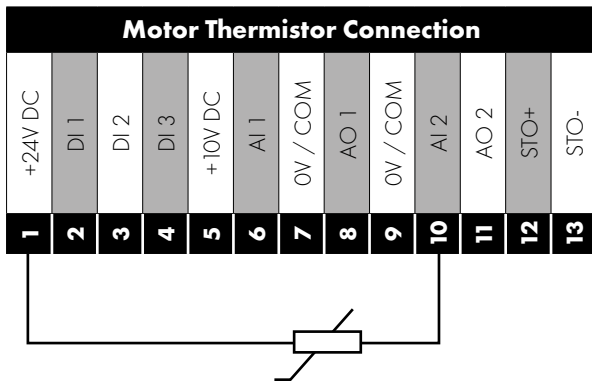 Motor Thermistor Connection
+24V DC
DI 1
DI 2
DI 3
+10V DC
AI 1
0V / COM
AO 1
0V / COM
AI 2
AO 2
STO+
STO-
1
2
3
4
5
6
7
8
9
10
11
12
13